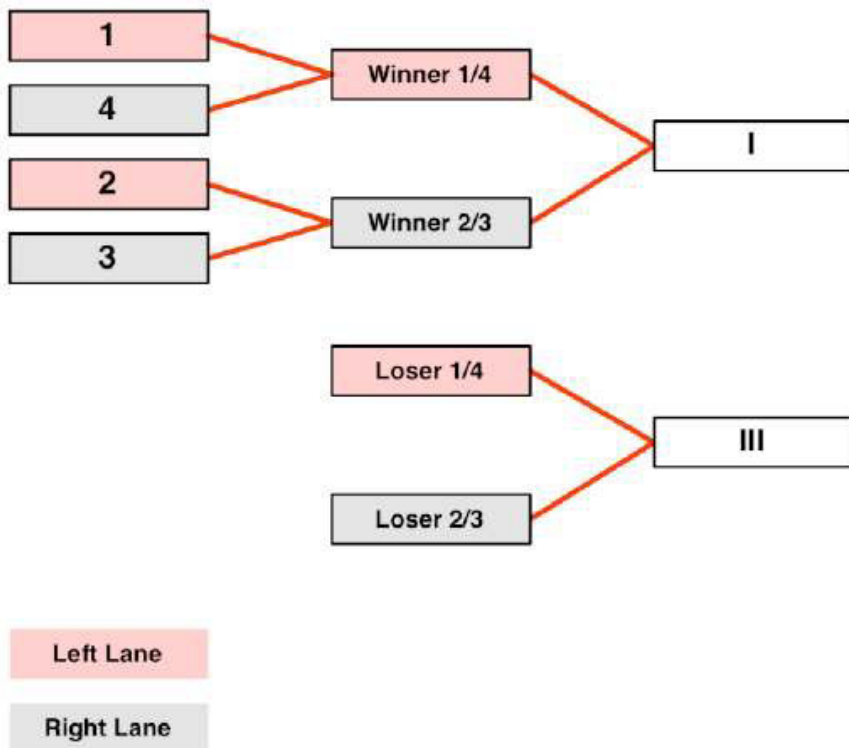 1
4
2
3
Winner 1/4
Winner 2/3
I
Loser 1/4
Loser 2/3
III
Left Lane
Right Lane